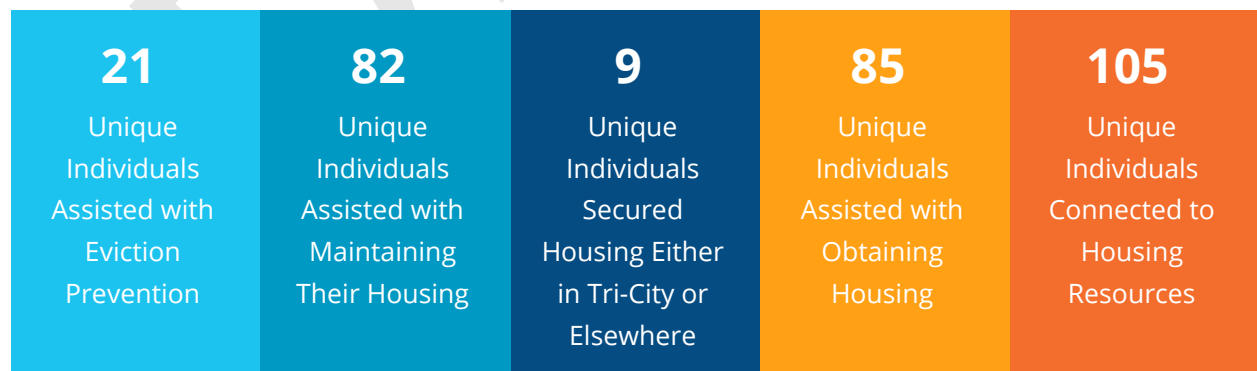 21
Unique
Individuals
Assisted with
Eviction
Prevention
82
Unique
Individuals
Assisted with
Maintaining
Their Housing
9
Unique
Individuals
Secured
Housing Either
in Tri-City or
Elsewhere
85
Unique
Individuals
Assisted with
Obtaining
Housing
105
Unique
Individuals
Connected to
Housing
Resources